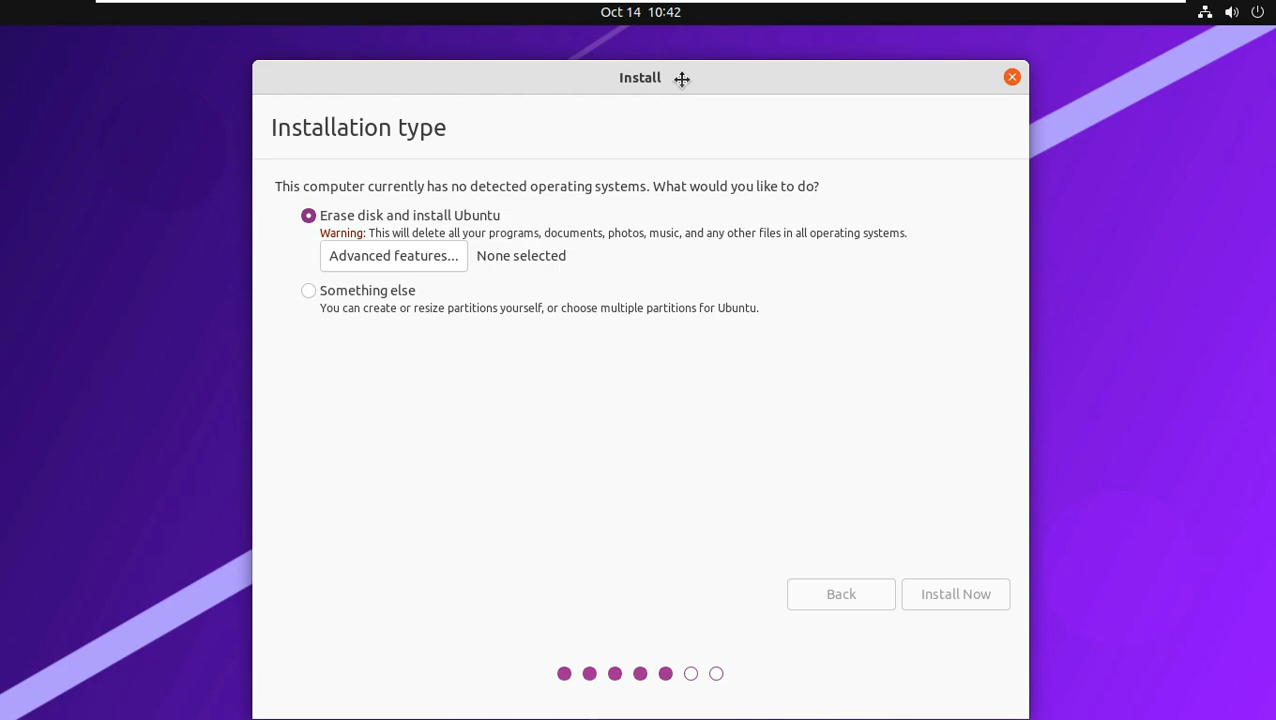 Oct 14 10:42
Install
Installation type
This computer currently has no detected operating systems. What would you like to do?
Erase disk and install Ubuntu
Warning: This will delete all your programs, documents, photos, music, and any other files in all operating systems.
Advanced features... None selected
Something else
You can create or resize partitions yourself, or choose multiple partitions for Ubuntu.
Back Install Now